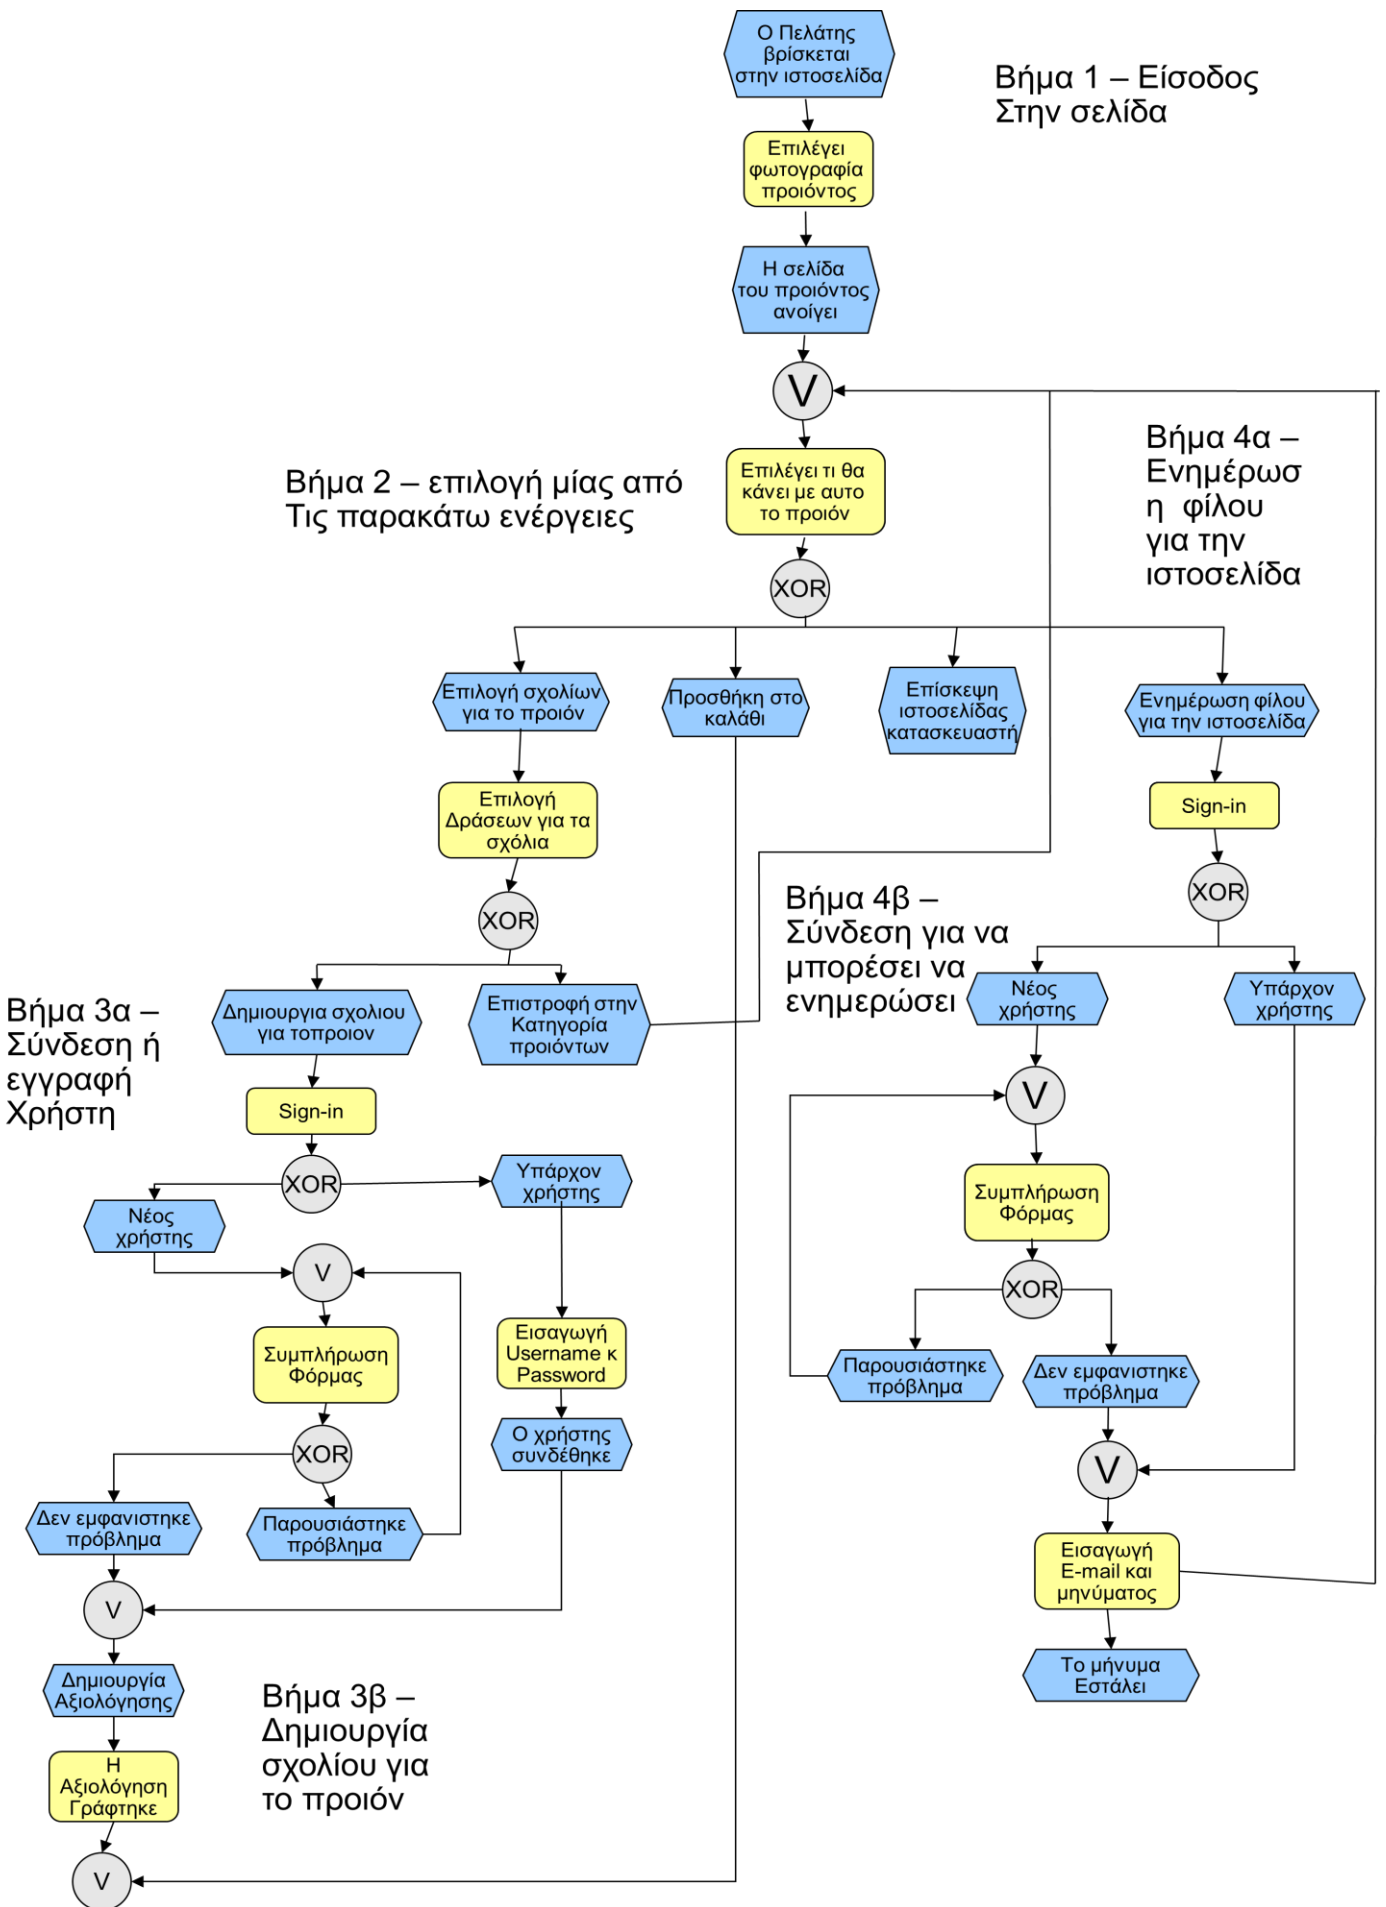 Ο Πελάτης
βρίσκεται
στην ιστοσελίδα
Βήμα 1 – Είσοδος
Στην σελίδα
Επιλέγει
φωτογραφία
προιόντος
Η σελίδα
του προιόντος
ανοίγει
V
Βήμα 2 – επιλογή μίας από
Τις παρακάτω ενέργειες
Επιλέγει τι θα
κάνει με αυτο
το προιόν
Βήμα 4α –
Ενημέρωσ
η φίλου
για την
ιστοσελίδα
XOR
Επιλογή σχολίων
για το προιόν
Προσθήκη στο
καλάθι
Επίσκεψη
ιστοσελίδας
κατασκευαστή
Ενημέρωση φίλου
για την ιστοσελίδα
Επιλογή
Δράσεων για τα
σχόλια
Sign-in
XOR
XOR
Βήμα 4β –
Σύνδεση για να
μπορέσει να
ενημερώσει
Βήμα 3α –
Σύνδεση ή
εγγραφή
Χρήστη
Δημιουργια σχολιου
για τοπροιον
Επιστροφή στην
Κατηγορία
προιόντων
Νέος
χρήστης
Υπάρχον
χρήστης
Sign-in
V
XOR
Υπάρχον
χρήστης
Νέος
χρήστης
Συμπλήρωση
Φόρμας
V
XOR
Συμπλήρωση
Φόρμας
Εισαγωγή
Username κ
Password
Παρουσιάστηκε
πρόβλημα
Δεν εμφανιστηκε
πρόβλημα
XOR
Ο χρήστης
συνδέθηκε
V
Δεν εμφανιστηκε
πρόβλημα
Παρουσιάστηκε
πρόβλημα
Εισαγωγή
E-mail και
μηνύματος
V
Δημιουργία
Αξιολόγησης
Το μήνυμα
Εστάλει
Βήμα 3β –
Δημιουργία
σχολίου για
το προιόν
Η
Αξιολόγηση
Γράφτηκε
V